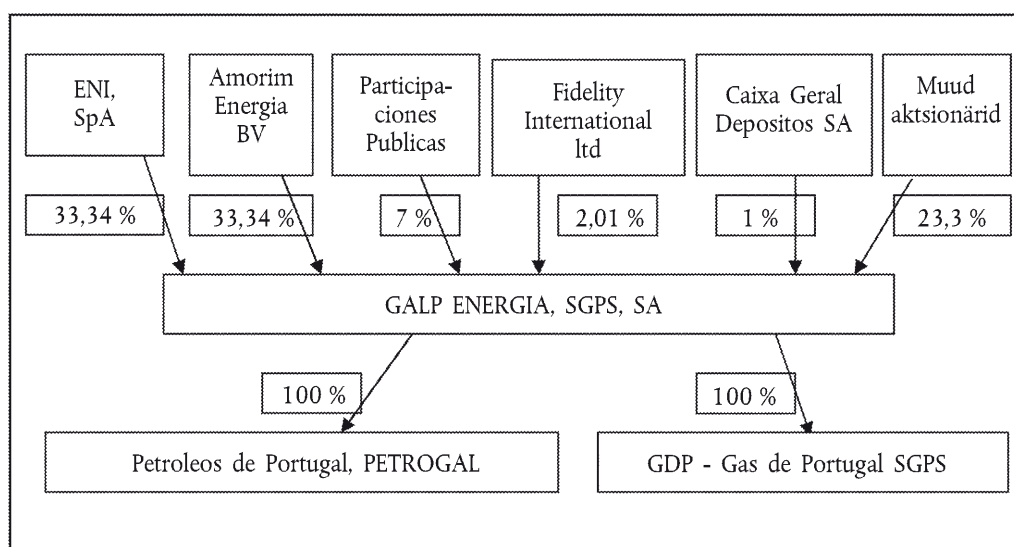 ENI,
SpA
Amorim
Energia
BV
Participa-
ciones
Publicas
Fidelity
International
ltd
Caixa Geral
Depositos SA
Muud
aktsionärid
33,34 %
33,34 %
7 %
2,01 %
1 %
23,3 %
GALP ENERGIA, SGPS, SA
100 %
100 %
Petroleos de Portugal, PETROGAL
GDP - Gas de Portugal SGPS